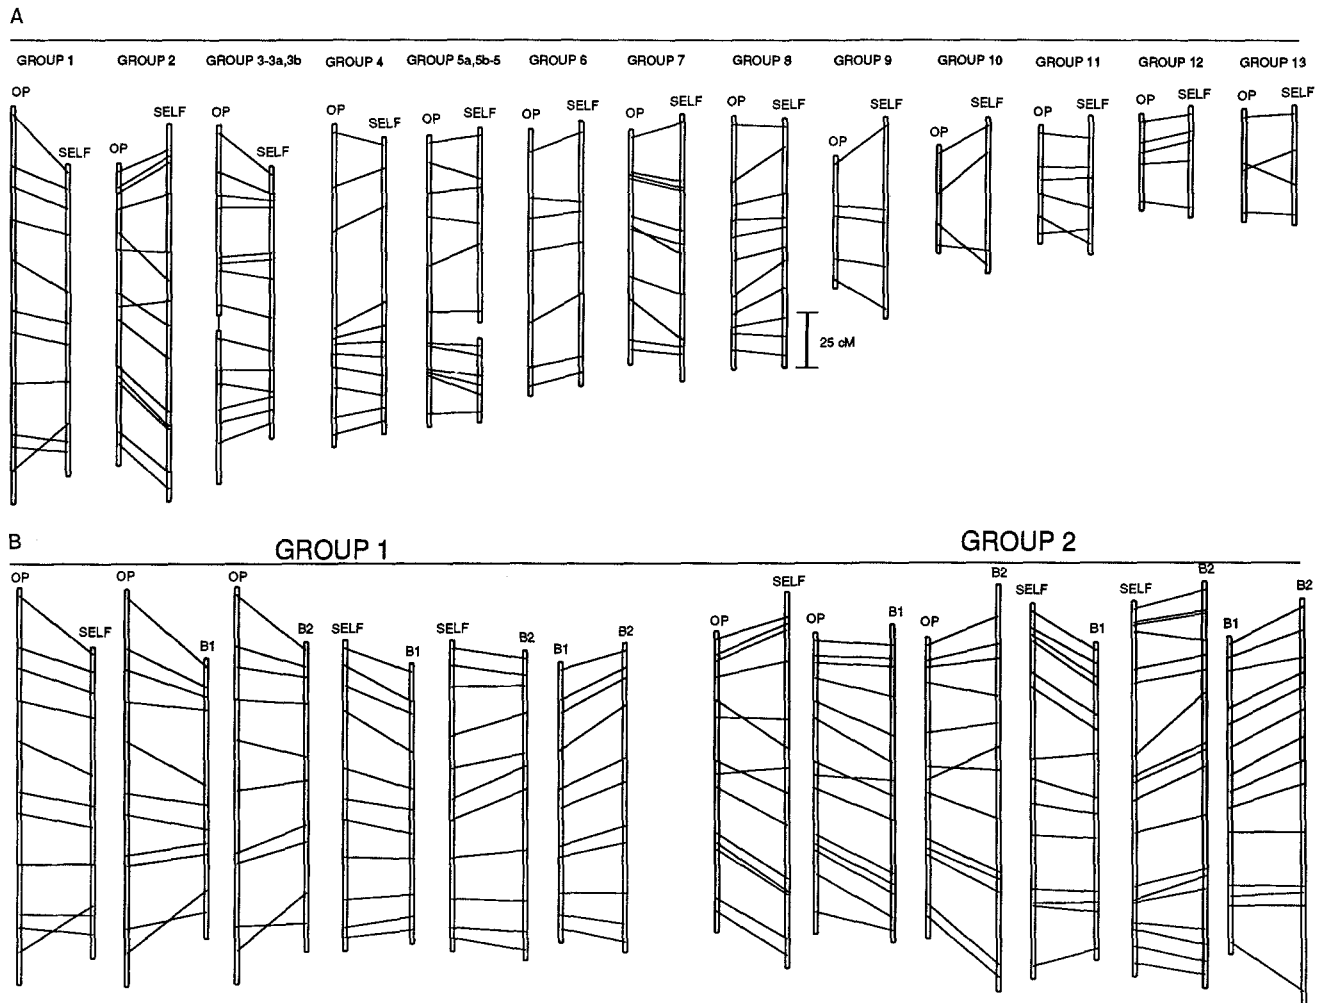 A
GROUP 1 GROUP 2 GROUP 3-3a,3b GROUP 4 GROUP 5a,5b-5 GROUP 6 GROUP 7 GROUP 8 GROUP 9 GROUP 10 GROUP 11 GROUP 12 GROUP 13
OP SELF OP SELF OP SELF OP SELF OP SELF OP SELF OP SELF OP SELF OP SELF OP SELF OP SELF OP SELF OP SELF
25 cM
B
GROUP 1 GROUP 2
OP SELF OP B1 OP B2 SELF B1 SELF B2 B1 B2 OP SELF OP B1 OP B2 SELF B1 SELF B2 B1 B2